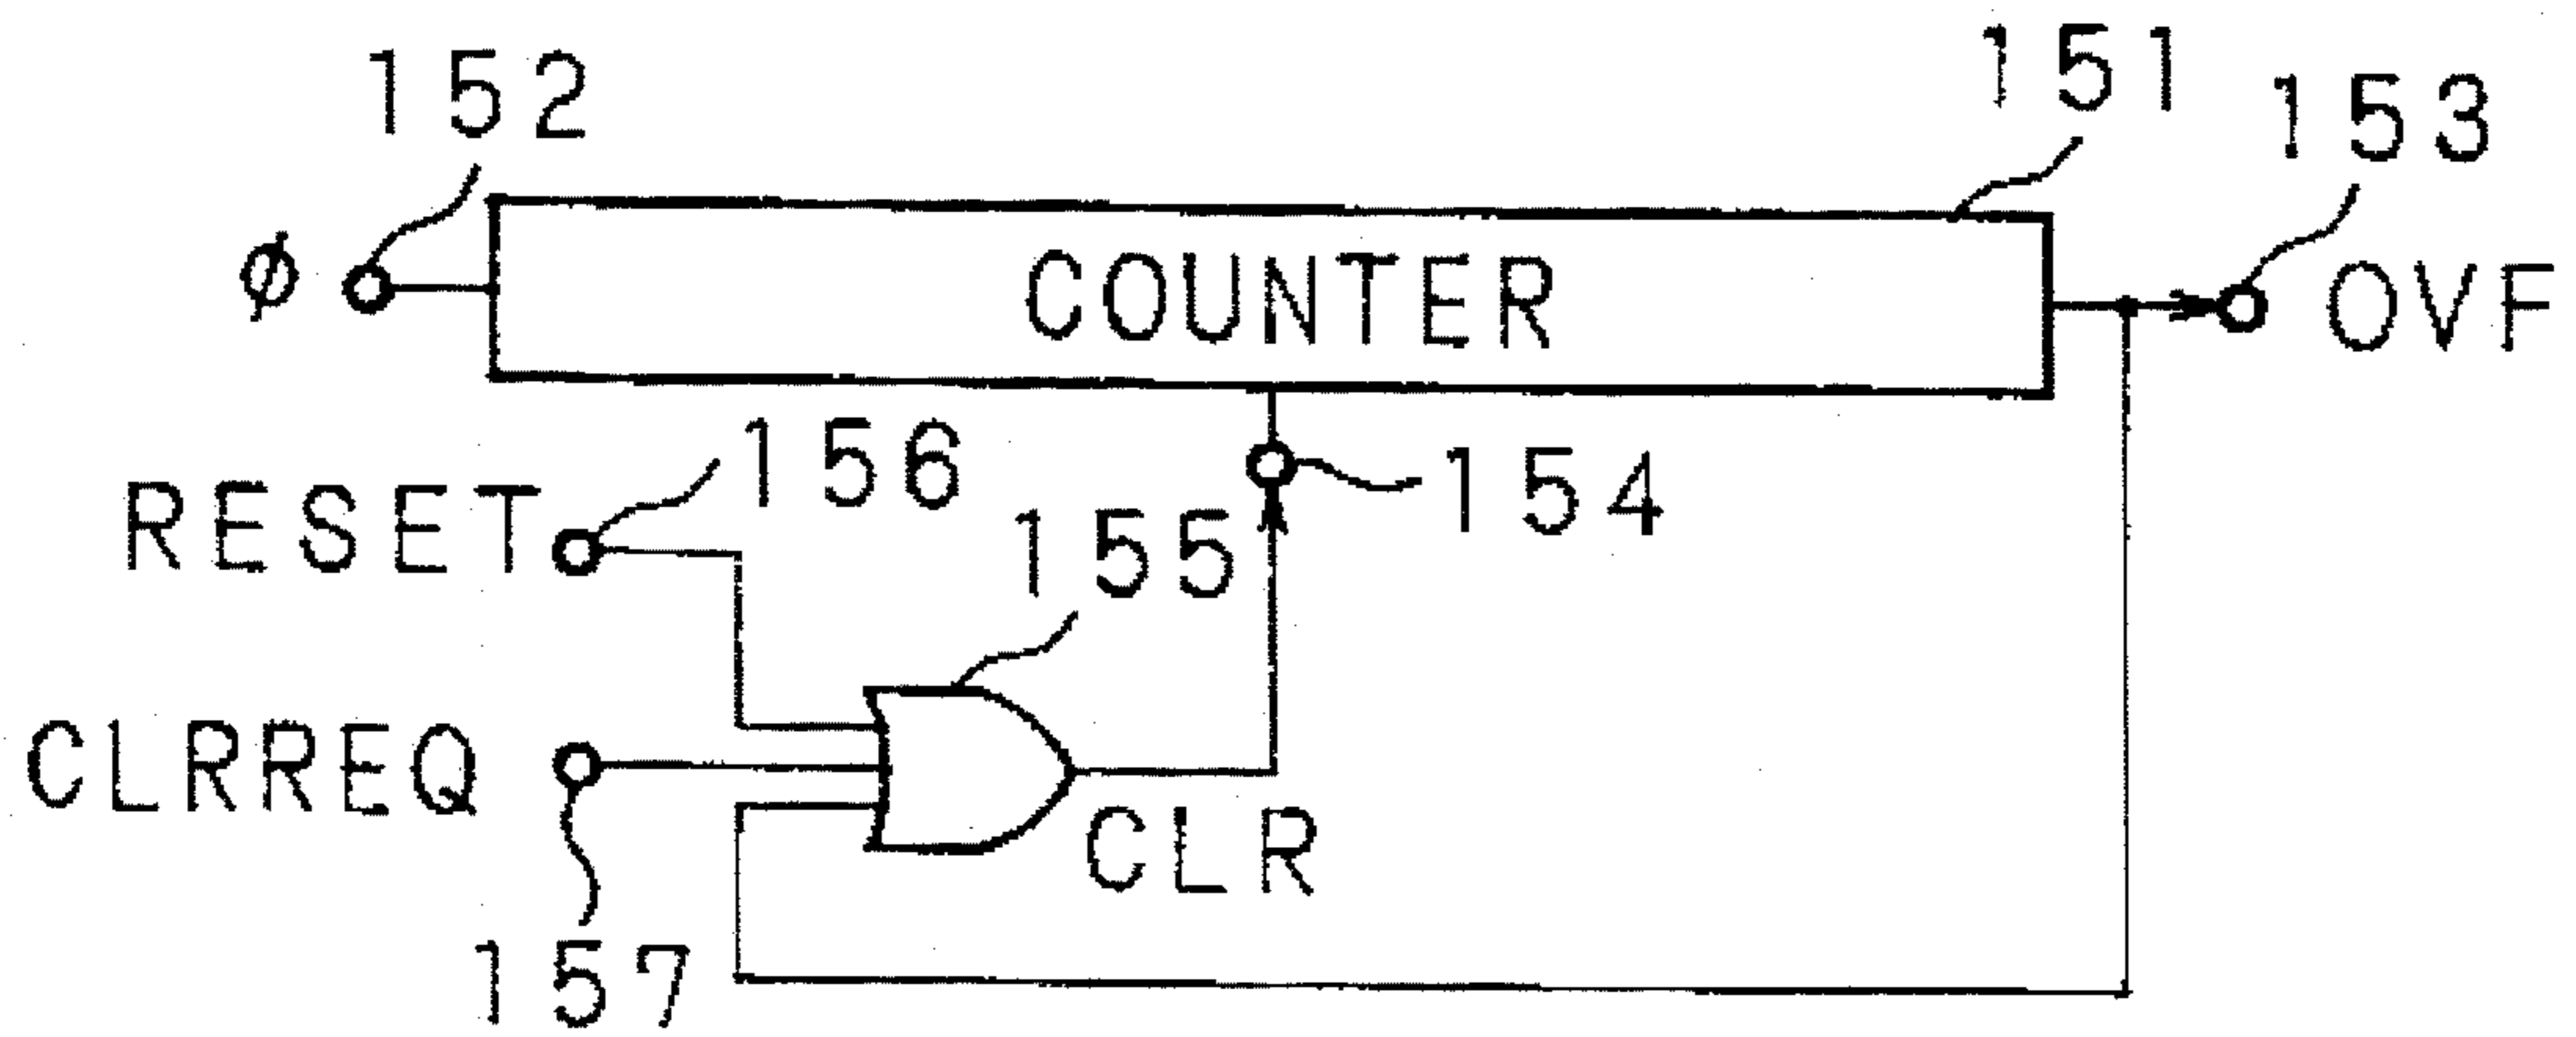 152
151
153
ϕ
COUNTER
OVF
156
154
RESET
155
CLRREQ
CLR
157